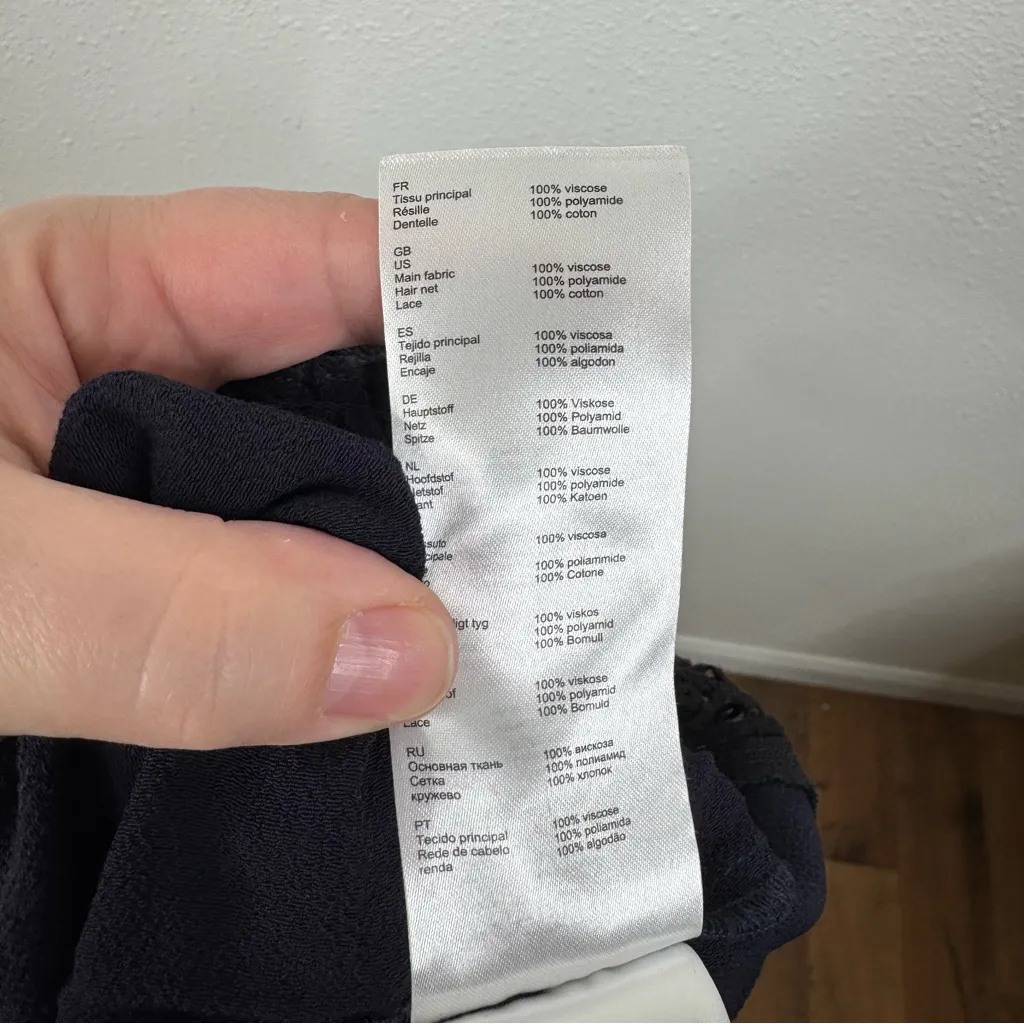 FR
Tissu principal 100% viscose
Résille 100% polyamide
Dentelle 100% coton
GB
US
Main fabric 100% viscose
Hair net 100% polyamide
Lace 100% cotton
ES
Tejido principal 100% viscosa
Rejilla 100% poliamida
Encaje 100% algodon
DE
Hauptstoff 100% Viskose
Netz 100% Polyamid
Spitze 100% Baumwolle
NL
Hoofdstof 100% viscose
100% polyamide
100% Katoen
100% viscosa
100% poliammide
100% Cotone
tyg 100% viskos
100% polyamid
100% Bomull
100% viskose
100% polyamid
Lace 100% Bomuld
RU
Основная ткань 100% вискоза
Сетка 100% полиамид
кружево 100% хлопок
PT
Tecido principal 100% viscose
Rede de cabelo 100% poliamida
renda 100% algodão